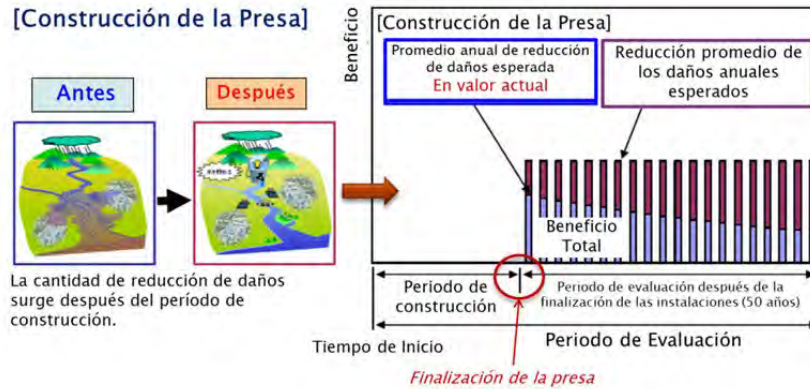 [Construcción de la Presa]
Antes
Después
La cantidad de reducción de daños
surge después del período de
construcción.
Beneficio
[Construcción de la Presa]
Promedio anual de reducción
de daños esperada
En valor actual
Reducción promedio de
los daños anuales
esperados
Beneficio
Total
Periodo de
construcción
Periodo de evaluación después de la
finalización de las instalaciones (50 años)
Tiempo de Inicio
Periodo de Evaluación
Finalización de la presa